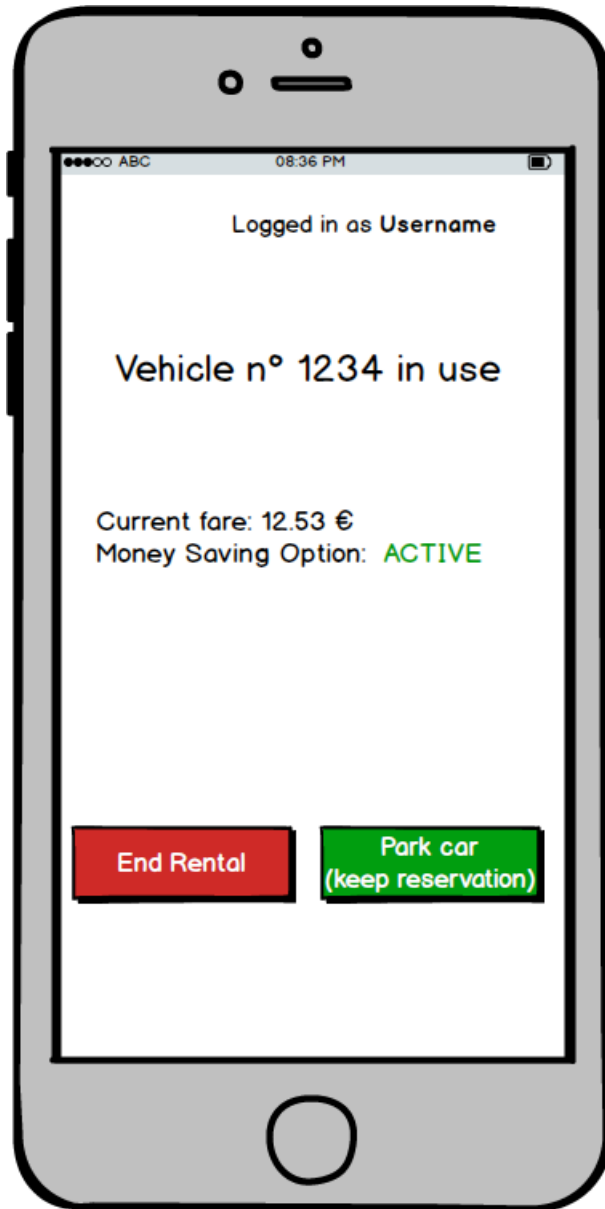 ABC 08:36 PM
Logged in as Username
Vehicle n° 1234 in use
Current fare: 12.53 €
Money Saving Option: ACTIVE
End Rental
Park car
(keep reservation)